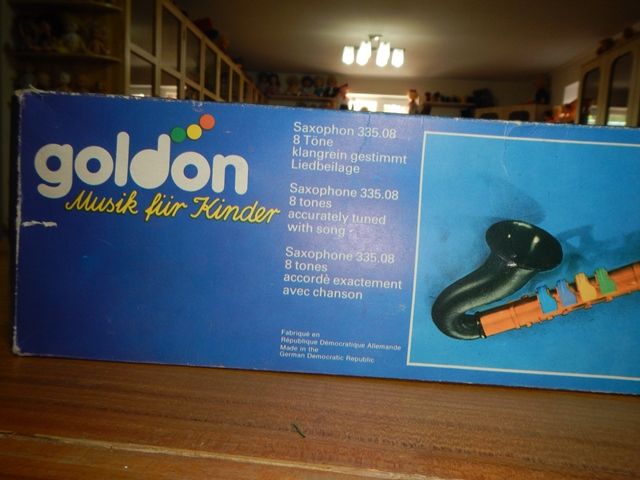 goldon
Musik für Kinder
Saxophon 335.08
8 Töne
klangrein gestimmt
Liedbeilage
Saxophone 335.08
8 tones
accurately tuned
with song -
Saxophone 335.08
8 tones
accordè exactement
avec chanson
Fabriqué en
République Démocratique Allemande
Made in the
German Democratic Republic